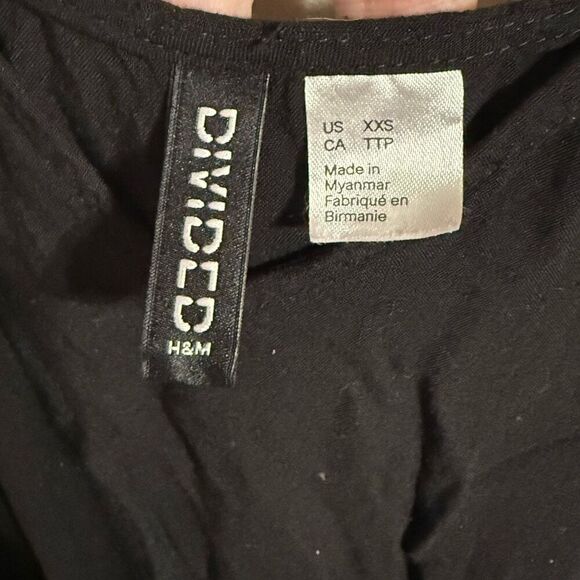 DIVIDED
H&M
US XXS
CA TTP
Made in
Myanmar
Fabriqué en
Birmanie